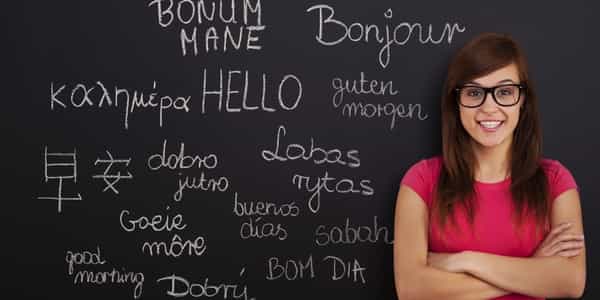 BONUM
MANE
HELLO
Bonjour
καλημέρα
guten
morgen
早安
dobro
jutro
Labas
rytas
Goeie
môre
buenos
días
sabah
good
morning
Dobrý
BOM DIA